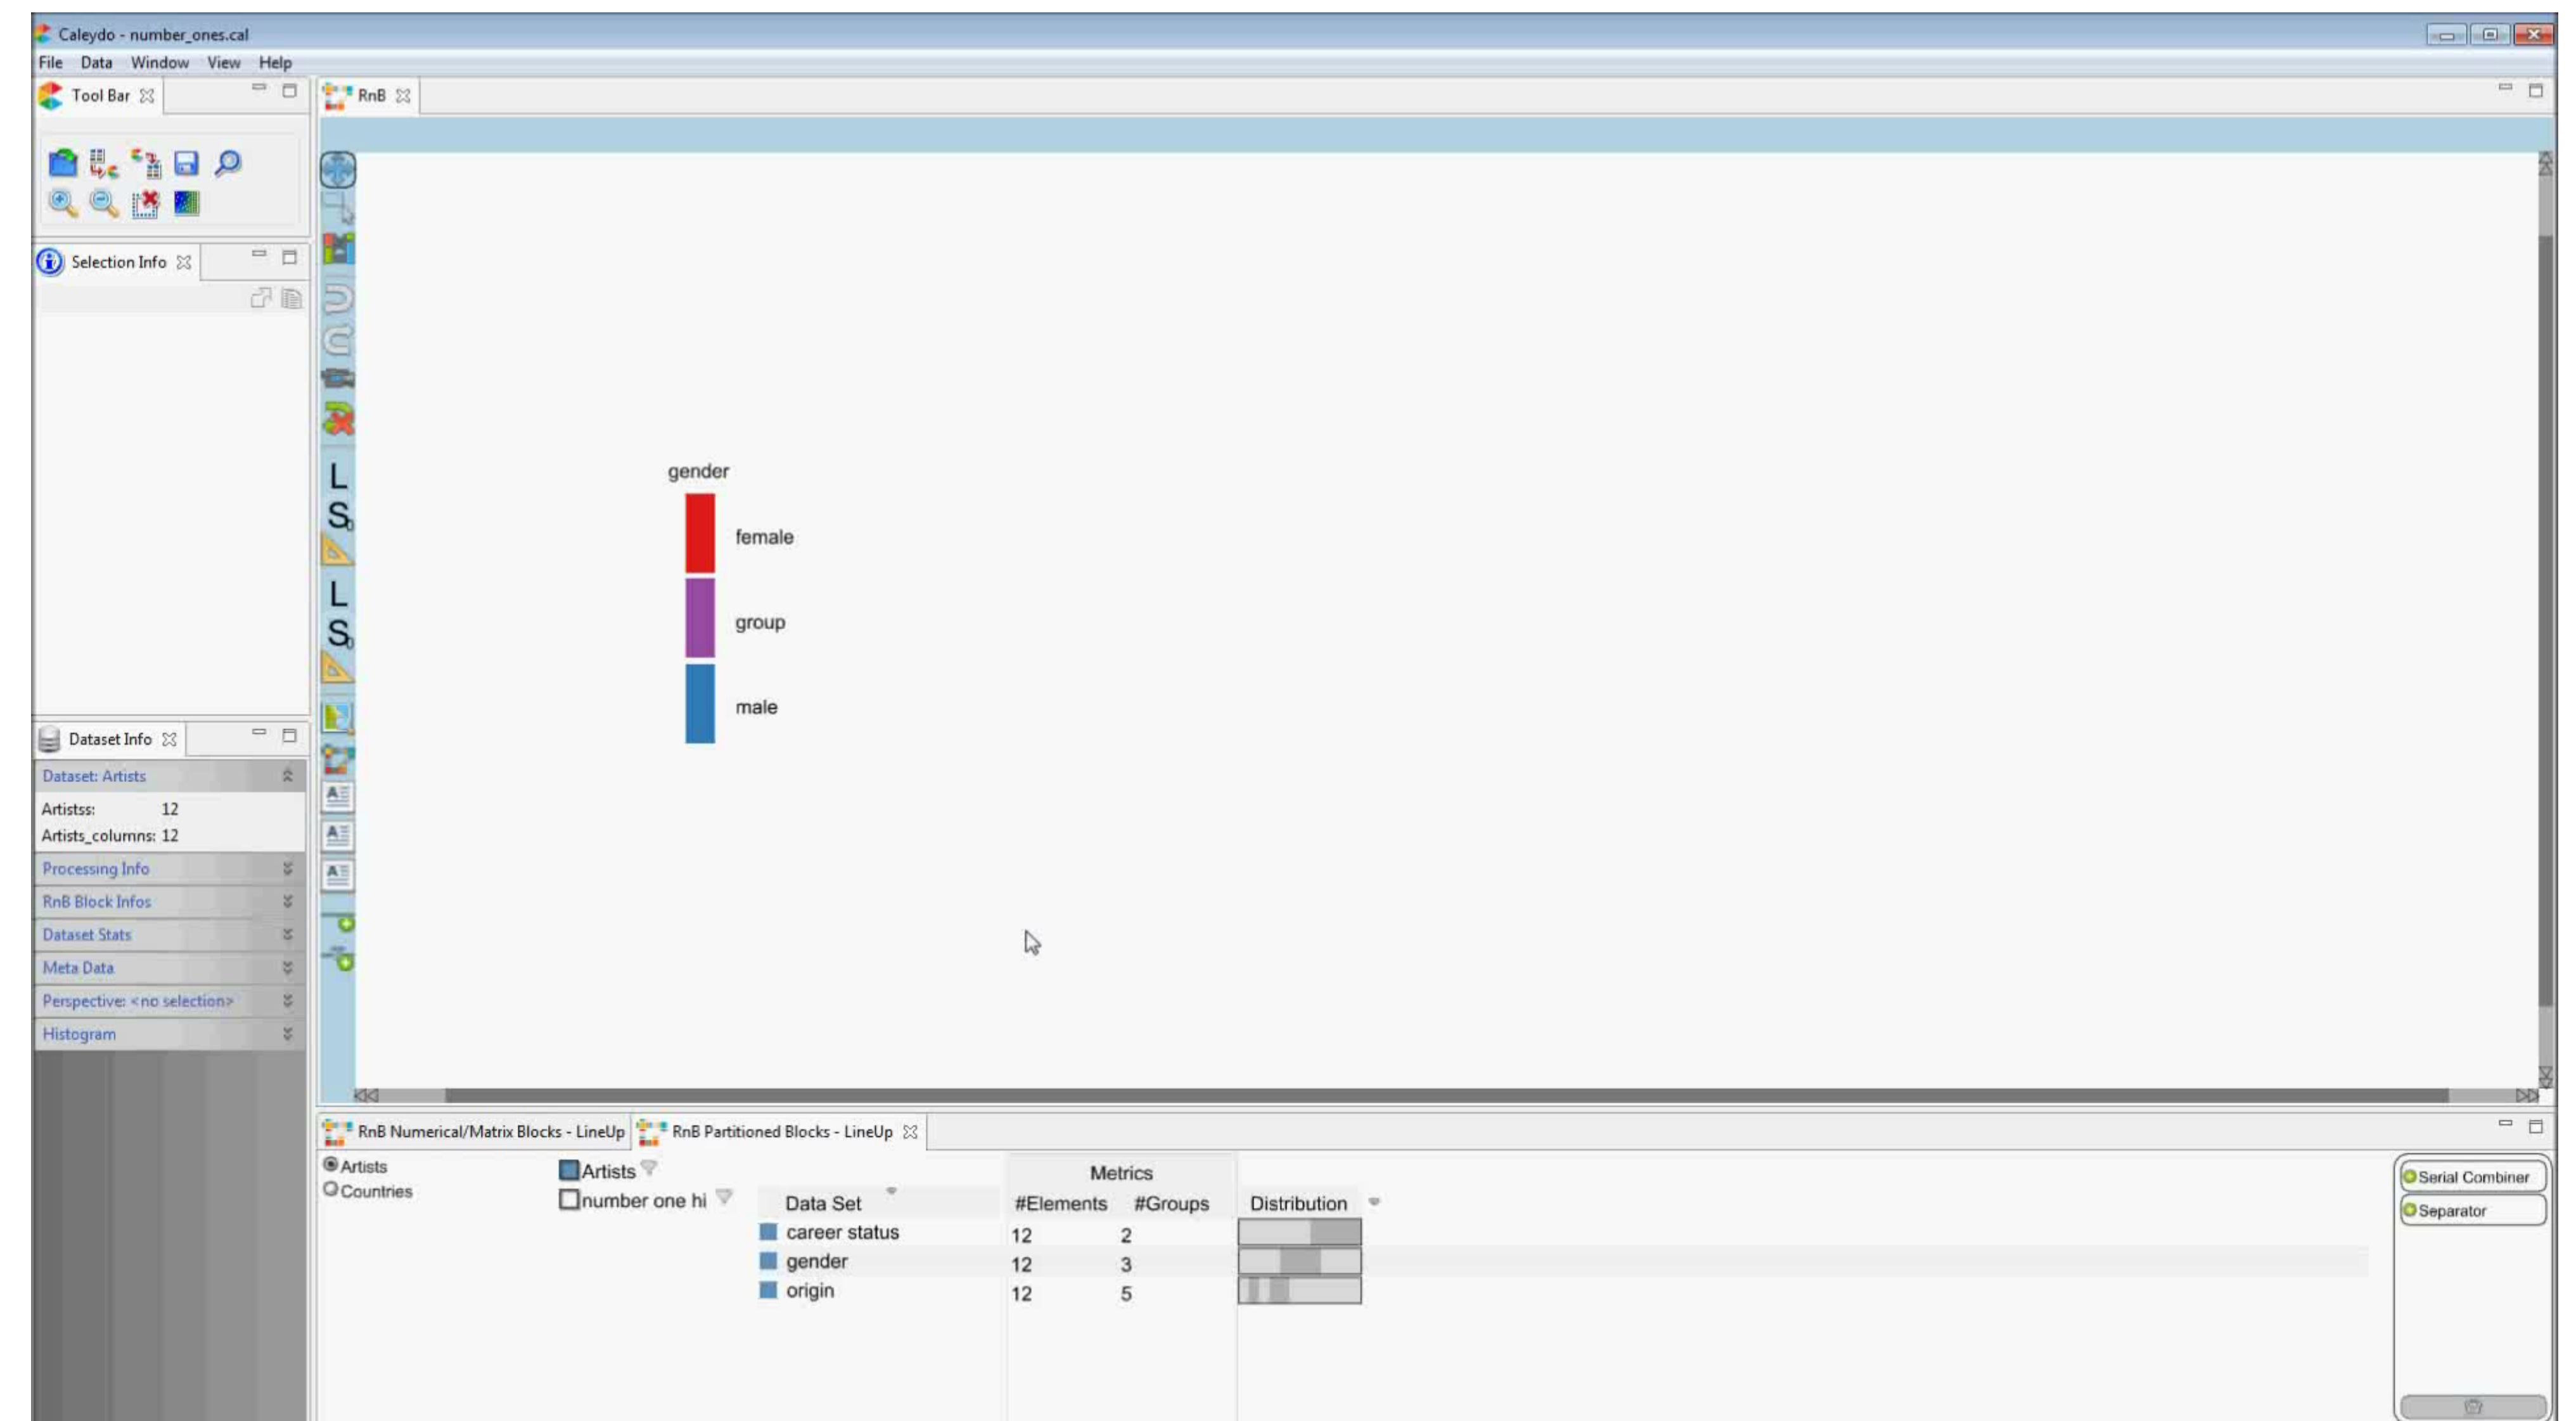 Caleydo - number_ones.cal
File Data Window View Help
Tool Bar
RnB
Selection Info
L
S
L
S
gender
female
group
male
Dataset Info
Dataset: Artists
Artistss: 12
Artists_columns: 12
Processing Info
RnB Block Infos
Dataset Stats
Meta Data
Perspective: <no selection>
Histogram
RnB Numerical/Matrix Blocks - LineUp
RnB Partitioned Blocks - LineUp
Artists
Countries
Artists
number one hi
Metrics
Data Set #Elements #Groups Distribution
career status 12 2
gender 12 3
origin 12 5
Serial Combiner
Separator